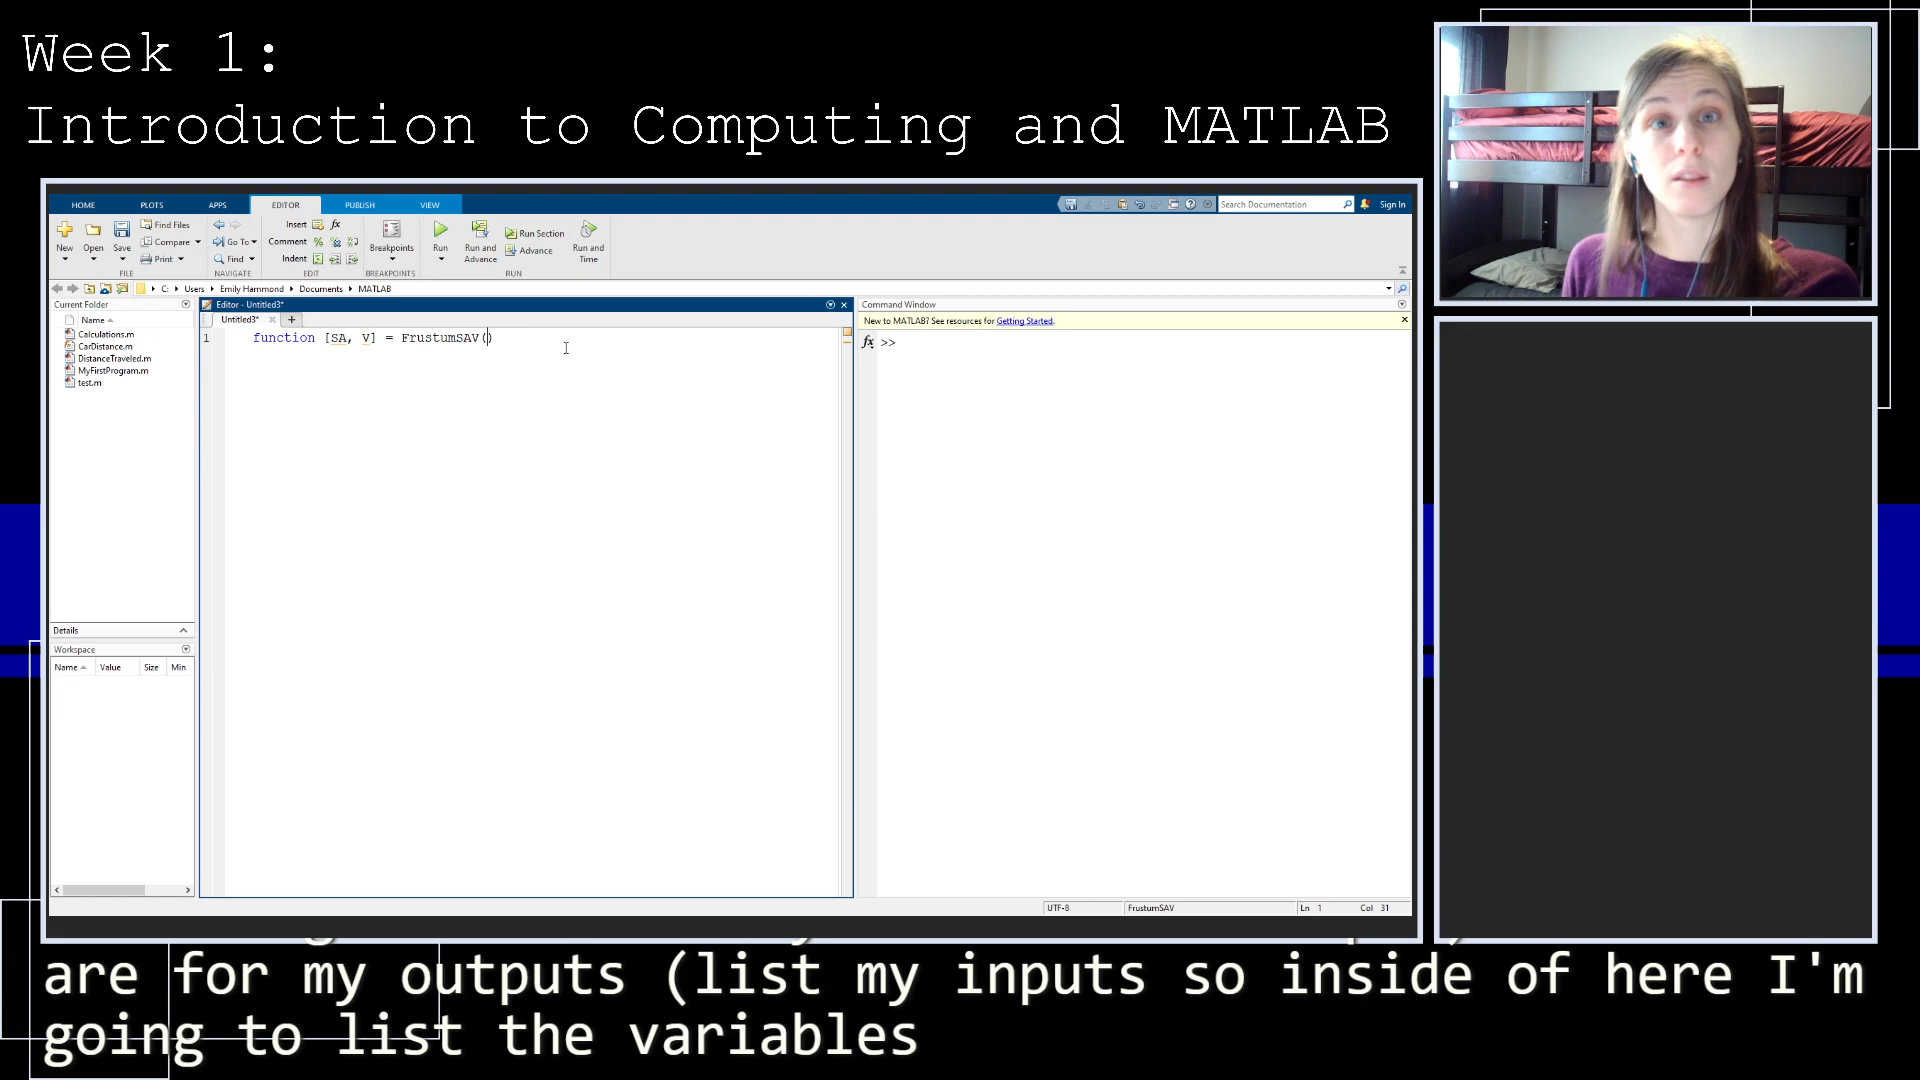 Week 1:
Introduction to Computing and MATLAB
HOME PLOTS APPS EDITOR PUBLISH VIEW
Search Documentation
Sign In
New
Open
Save
Find Files
Compare
Print
FILE
Go To
Find
NAVIGATE
Insert
Comment
Indent
EDIT
Breakpoints
BREAKPOINTS
Run
Run and
Advance
Run Section
Advance
Run and
Time
RUN
C: Users Emily Hammond Documents MATLAB
Current Folder
Name
Calculations.m
CarDistance.m
DistanceTraveled.m
MyFirstProgram.m
test.m
Details
Workspace
Name Value Size Min
Editor - Untitled3*
Untitled3*
1 function [SA, V] = FrustumSAV()
Command Window
New to MATLAB? See resources for Getting Started.
fx >>
UTF-8 FrustumSAV Ln 1 Col 31
are for my outputs (list my inputs so inside of here I'm
going to list the variables